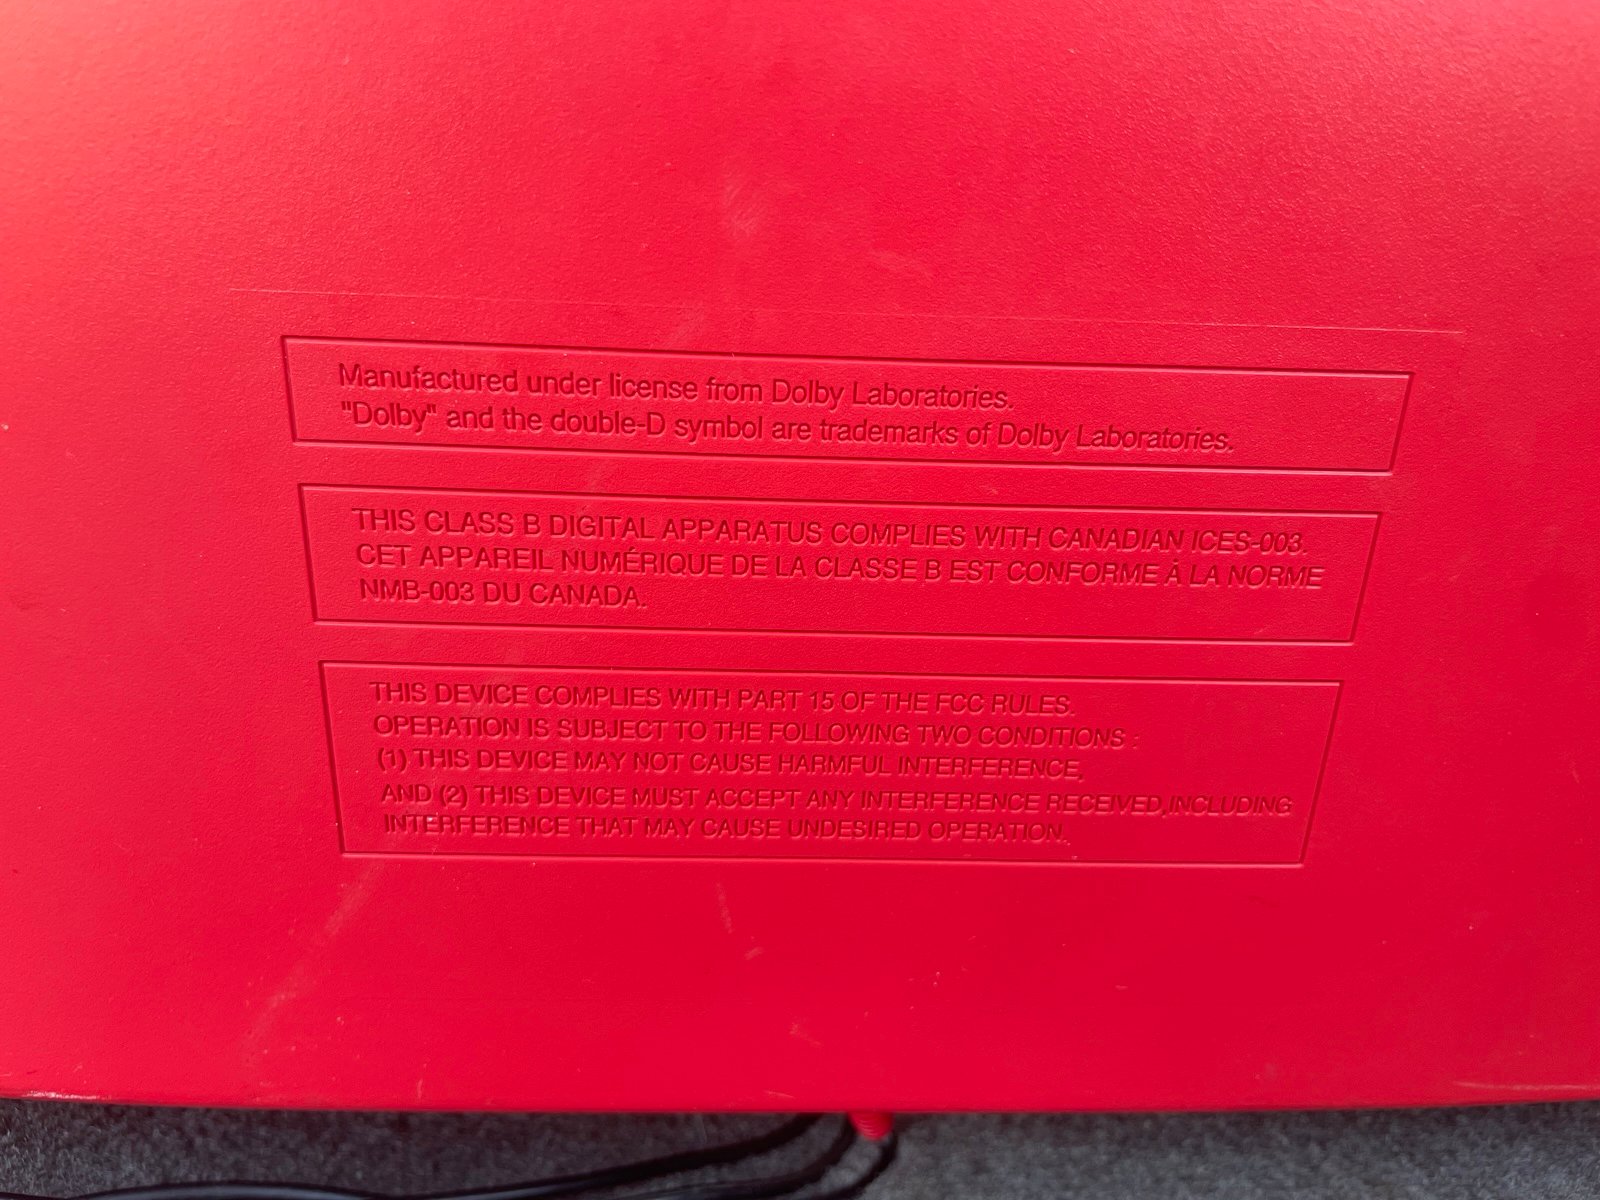 Manufactured under license from Dolby Laboratories.
"Dolby" and the double-D symbol are trademarks of Dolby Laboratories.
THIS CLASS B DIGITAL APPARATUS COMPLIES WITH CANADIAN ICES-003.
CET APPAREIL NUMÉRIQUE DE LA CLASSE B EST CONFORME À LA NORME
NMB-003 DU CANADA.
THIS DEVICE COMPLIES WITH PART 15 OF THE FCC RULES.
OPERATION IS SUBJECT TO THE FOLLOWING TWO CONDITIONS :
(1) THIS DEVICE MAY NOT CAUSE HARMFUL INTERFERENCE,
AND (2) THIS DEVICE MUST ACCEPT ANY INTERFERENCE RECEIVED,INCLUDING
INTERFERENCE THAT MAY CAUSE UNDESIRED OPERATION.